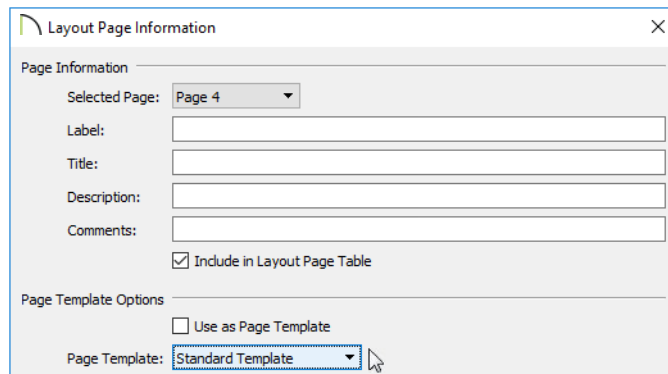 Layout Page Information
Page Information
Selected Page: Page 4
Label:
Title:
Description:
Comments:
Include in Layout Page Table
Page Template Options
Use as Page Template
Page Template: Standard Template